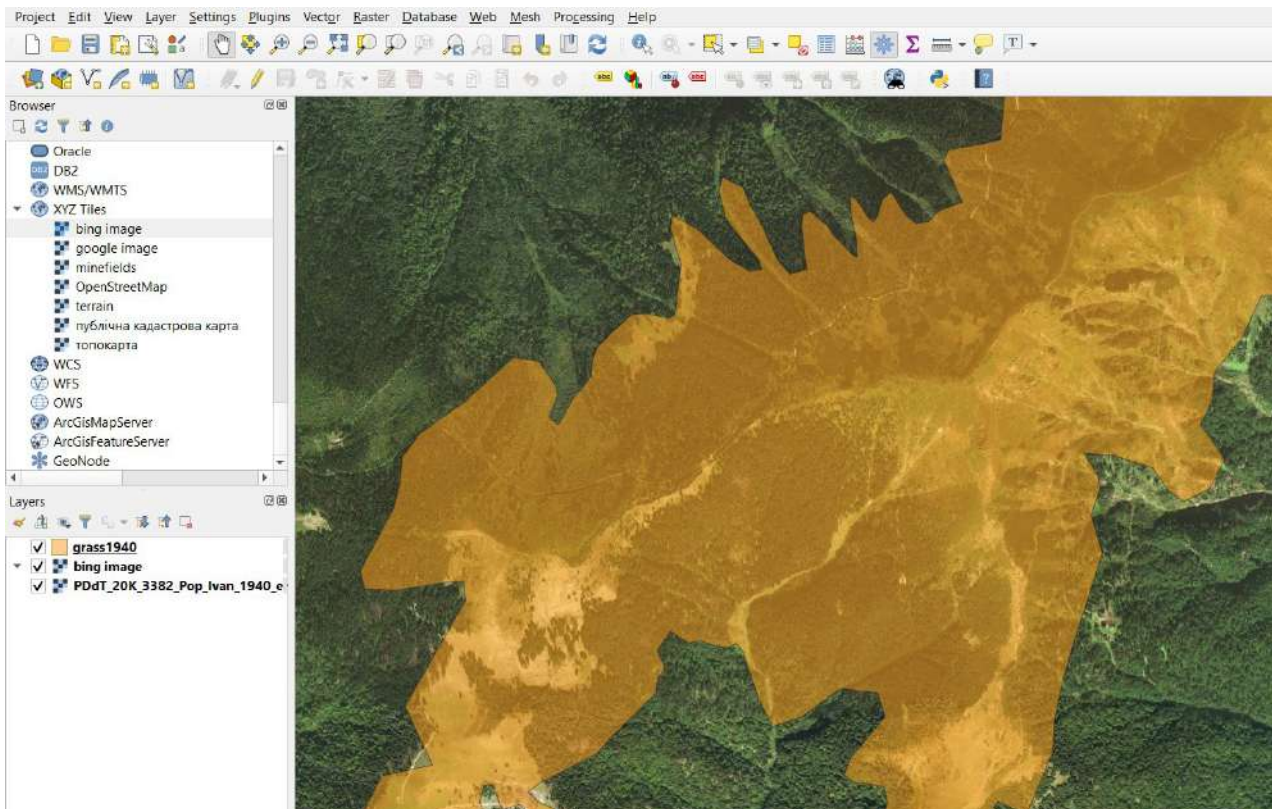 Project Edit View Layer Settings Plugins Vector Raster Database Web Mesh Processing Help
Browser
Oracle
DB2
WMS/WMTS
XYZ Tiles
bing image
google image
minefields
OpenStreetMap
terrain
публічна кадастрова карта
топокарта
WCS
WFS
OWS
ArcGisMapServer
ArcGisFeatureServer
GeoNode
Layers
grass1940
bing image
PDdT_20K_3382_Pop_Ivan_1940_e